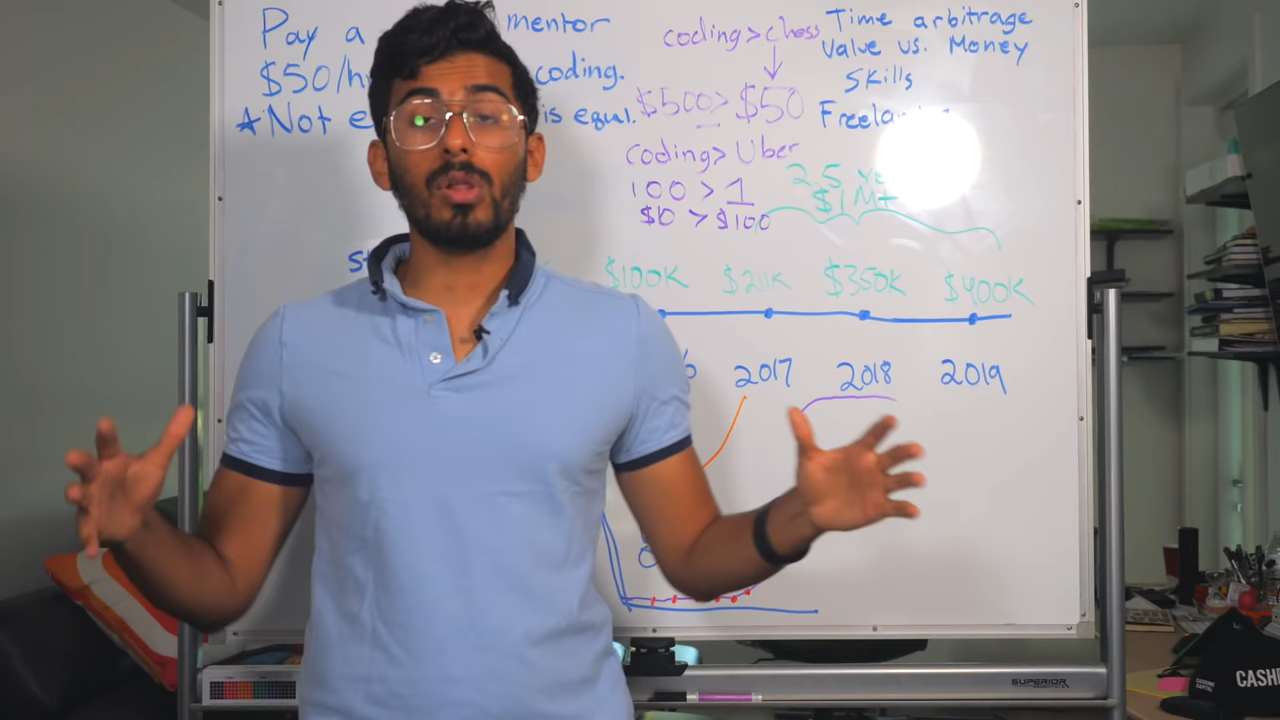 Pay a mentor
$50/h coding.
★Not e is equal.
coding>chess
$500>$50
coding>Uber
100 > 1
$10 > $100
Time arbitrage
Value vs. Money
Skills
2.5
$1M+
$100K $211K $350K $400K
2017 2018 2019
SUPERIOR
CASH